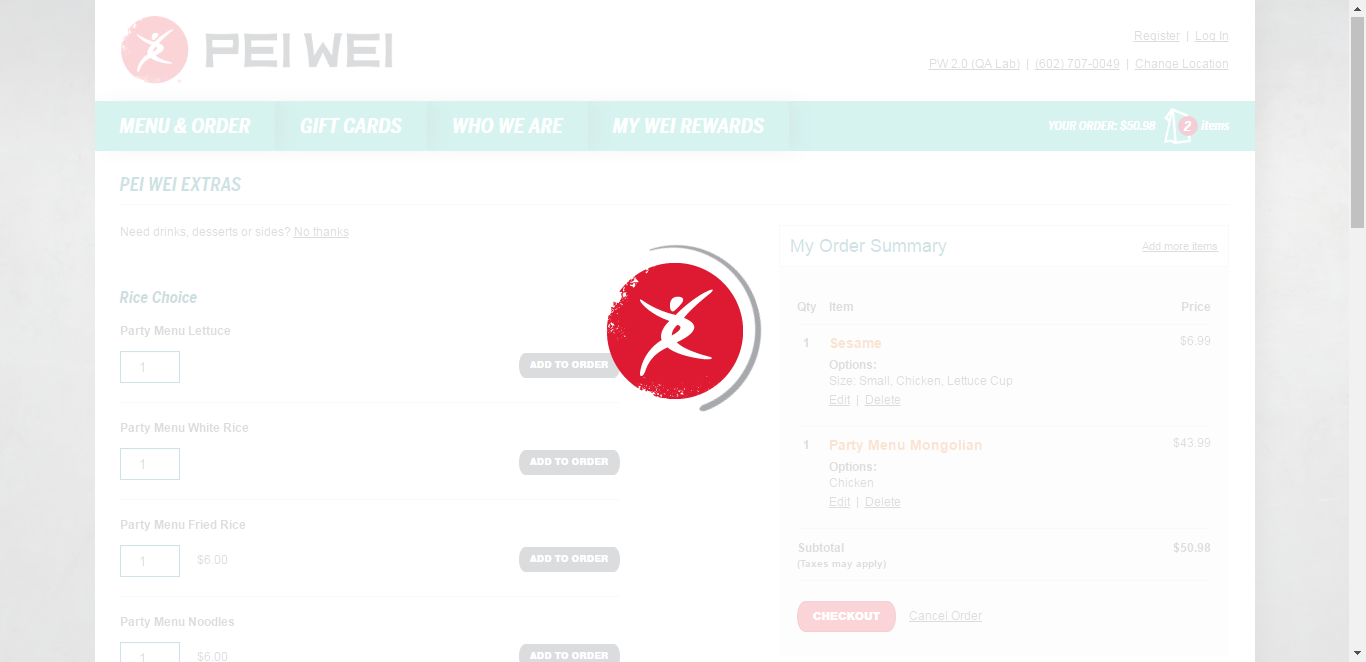 PEI WEI
Register | Log In
PW 2.0 (QA Lab) | (602) 707-0049 | Change Location
MENU & ORDER GIFT CARDS WHO WE ARE MY WEI REWARDS YOUR ORDER: $50.98 2 items
PEI WEI EXTRAS
Need drinks, desserts or sides? No thanks
Rice Choice
Party Menu Lettuce
1 ADD TO ORDER
Party Menu White Rice
1 ADD TO ORDER
Party Menu Fried Rice
1 $6.00 ADD TO ORDER
Party Menu Noodles
1 $6.00 ADD TO ORDER
My Order Summary Add more items
Qty Item Price
1 Sesame $6.99
Options:
Size: Small, Chicken, Lettuce Cup
Edit | Delete
1 Party Menu Mongolian $43.99
Options:
Chicken
Edit | Delete
Subtotal $50.98
(Taxes may apply)
CHECKOUT Cancel Order